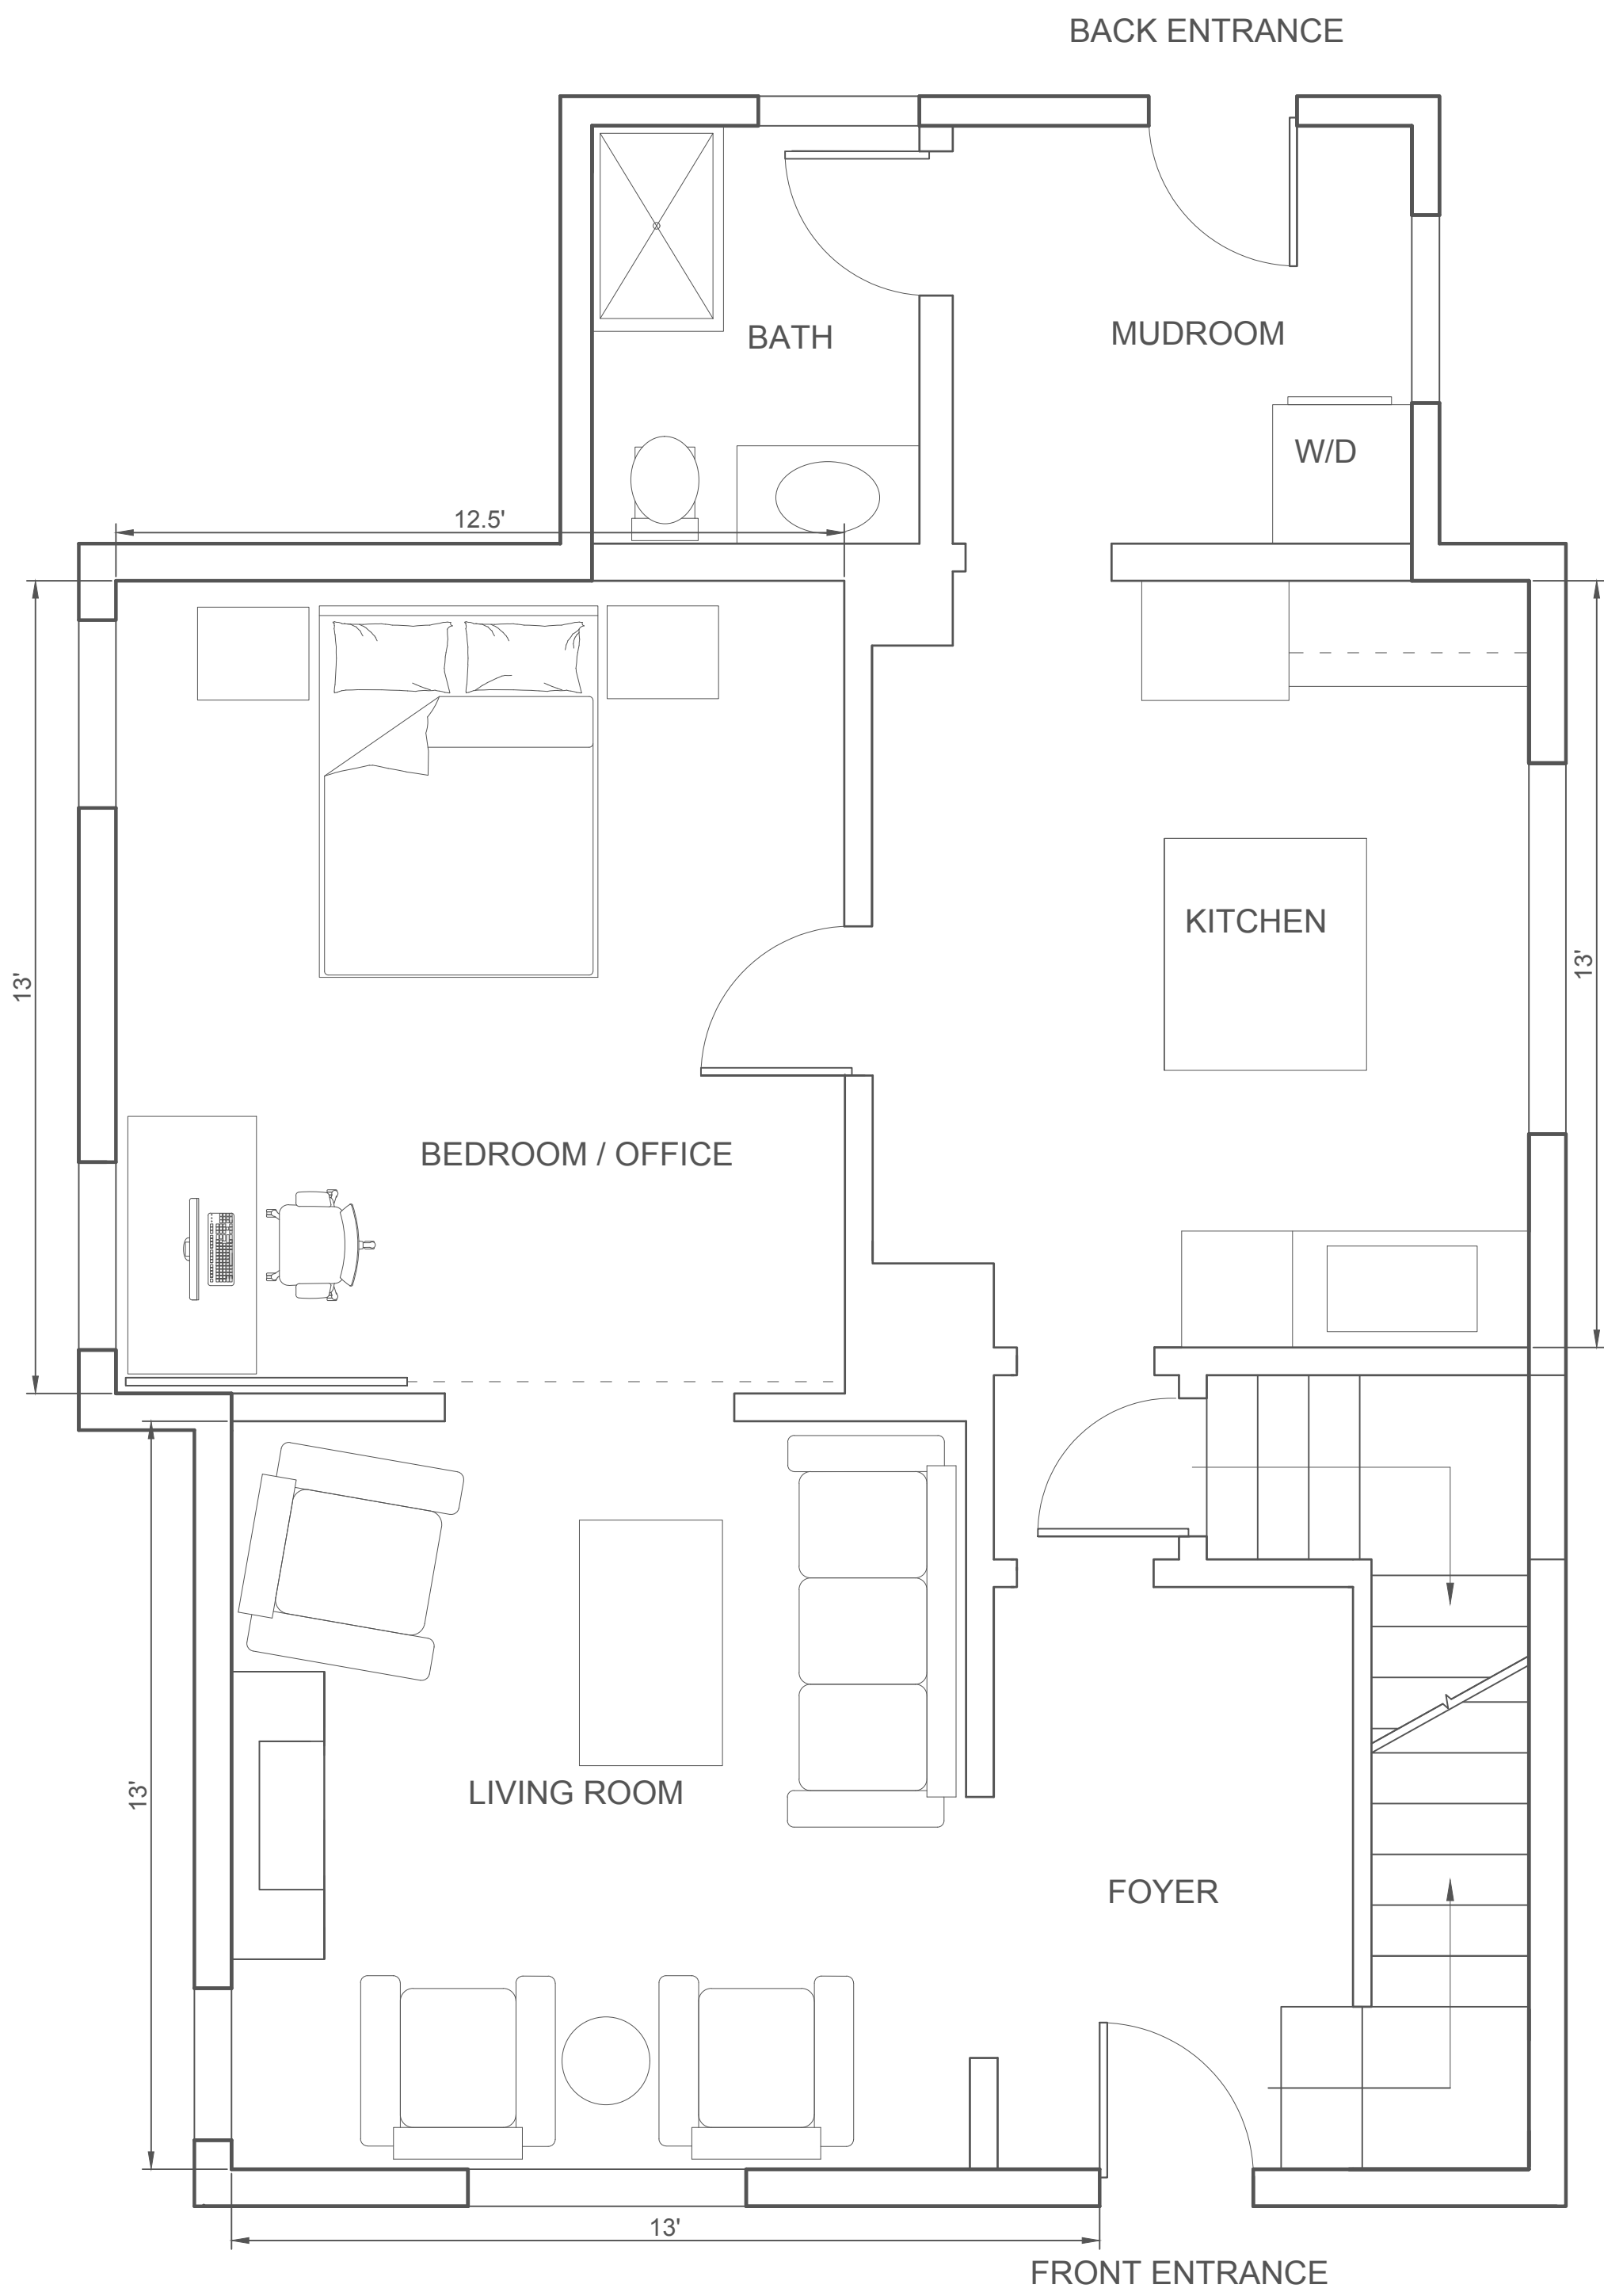 BACK ENTRANCE
BATH
MUDROOM
W/D
12.5'
KITCHEN
13'
13'
BEDROOM / OFFICE
LIVING ROOM
13'
FOYER
13'
FRONT ENTRANCE